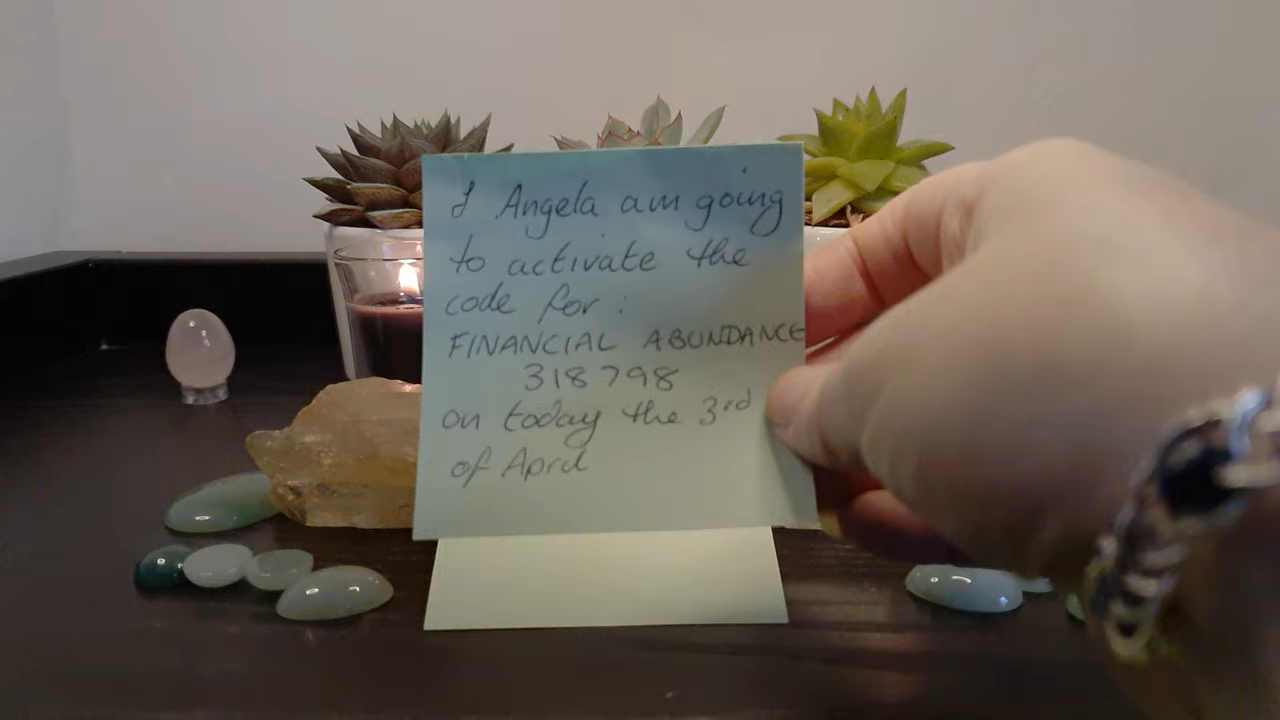 I Angela am going
to activate the
code for:
FINANCIAL ABUNDANCE
318798
on today the 3rd
of April